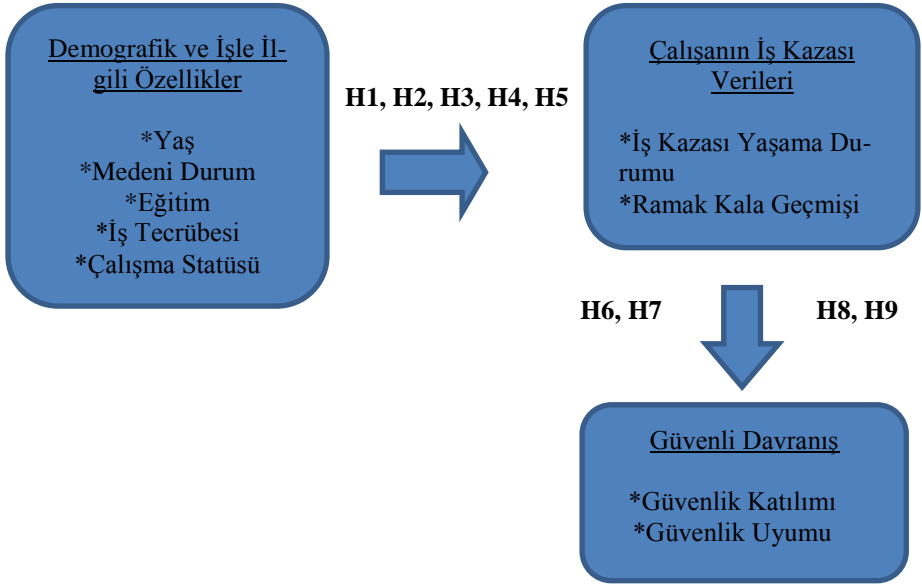 Demografik ve İşle İl-
gili Özellikler
*Yaş
*Medeni Durum
*Eğitim
*İş Tecrübesi
*Çalışma Statüsü
H1, H2, H3, H4, H5
Çalışanın İş Kazası
Verileri
*İş Kazası Yaşama Du-
rumu
*Ramak Kala Geçmişi
H6, H7
H8, H9
Güvenli Davranış
*Güvenlik Katılımı
*Güvenlik Uyumu